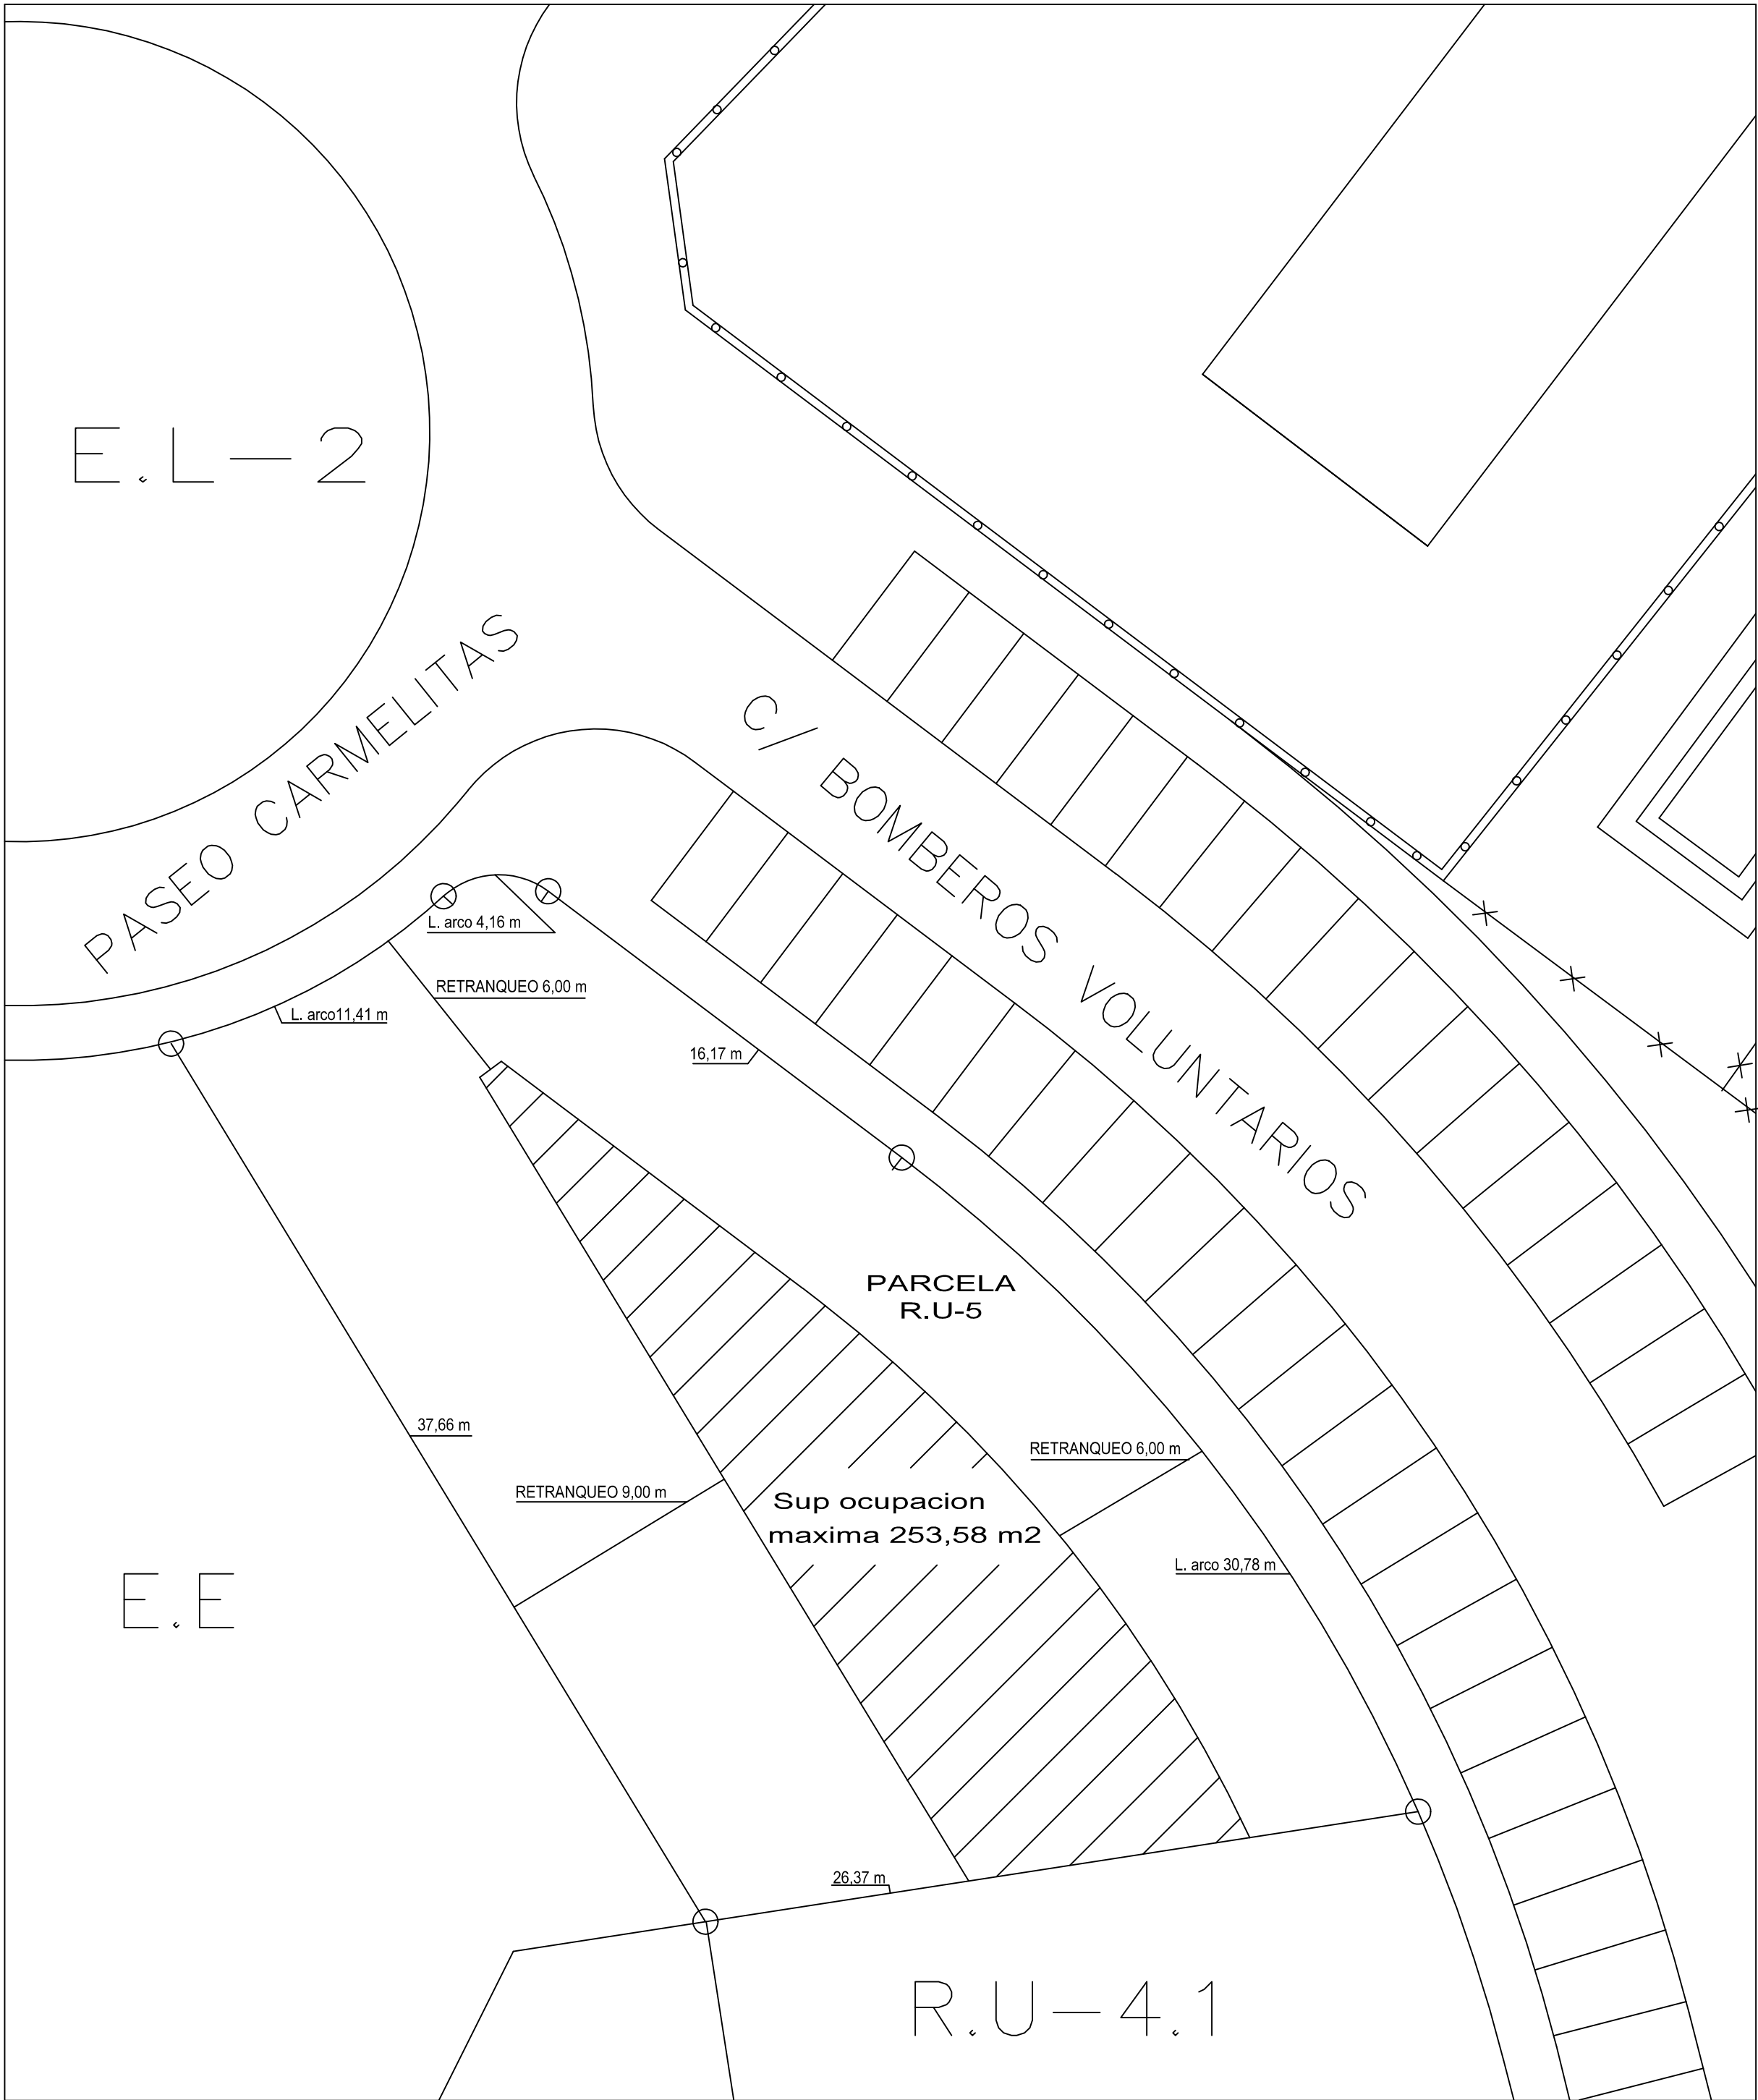 E.L-2
PASEO CARMELITAS
C/ BOMBEROS VOLUNTARIOS
L. arco 4,16 m
RETRANQUEO 6,00 m
L. arco11,41 m
16,17 m
PARCELA
R.U-5
37,66 m
RETRANQUEO 6,00 m
RETRANQUEO 9,00 m
Sup ocupacion
maxima 253,58 m2
L. arco 30,78 m
E.E
26,37 m
R.U-4.1